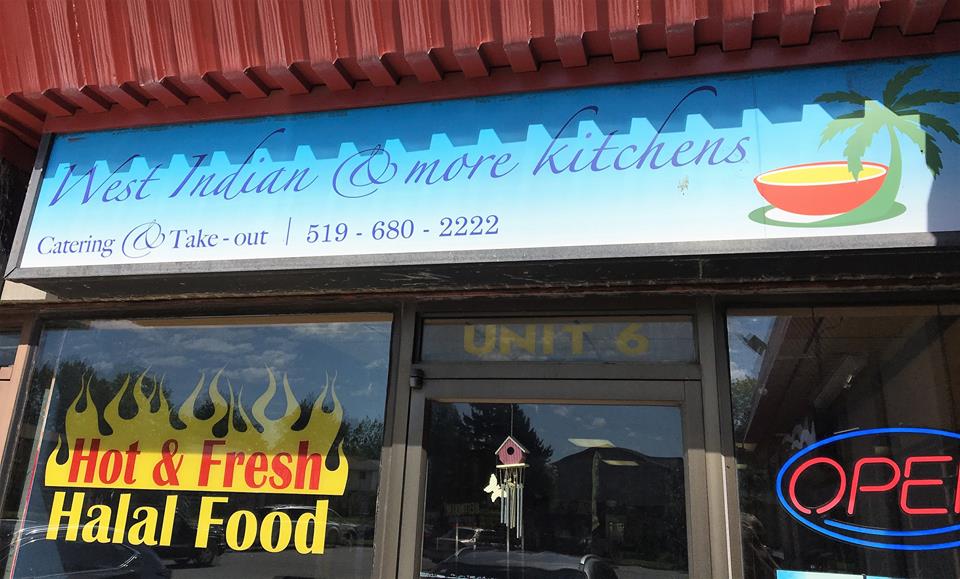 West Indian & more kitchens
Catering & Take-out | 519 - 680 - 2222
UNIT 6
Hot & Fresh
Halal Food
OPE